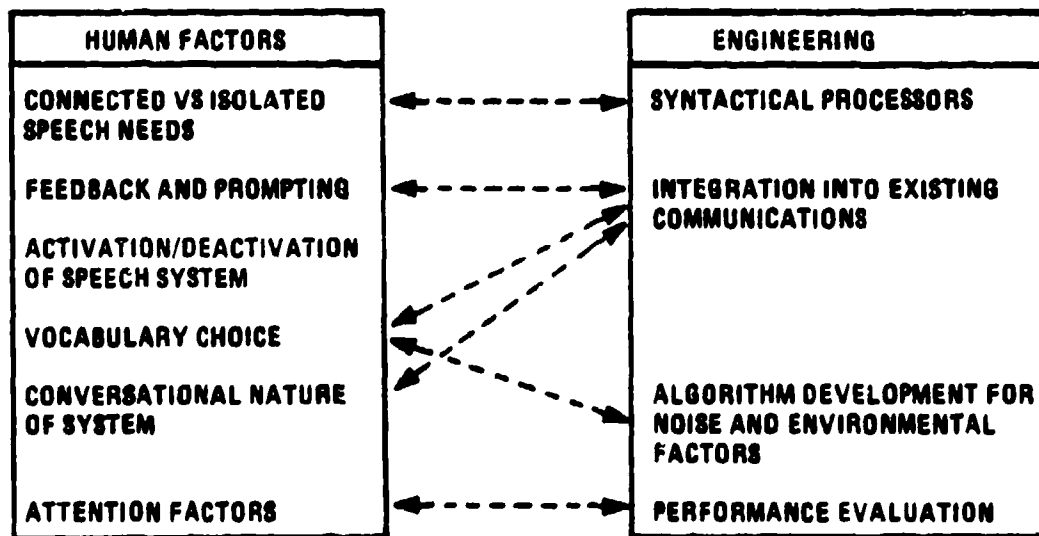 HUMAN FACTORS
CONNECTED VS ISOLATED
SPEECH NEEDS
FEEDBACK AND PROMPTING
ACTIVATION/DEACTIVATION
OF SPEECH SYSTEM
VOCABULARY CHOICE
CONVERSATIONAL NATURE
OF SYSTEM
ATTENTION FACTORS
ENGINEERING
SYNTACTICAL PROCESSORS
INTEGRATION INTO EXISTING
COMMUNICATIONS
ALGORITHM DEVELOPMENT FOR
NOISE AND ENVIRONMENTAL
FACTORS
PERFORMANCE EVALUATION